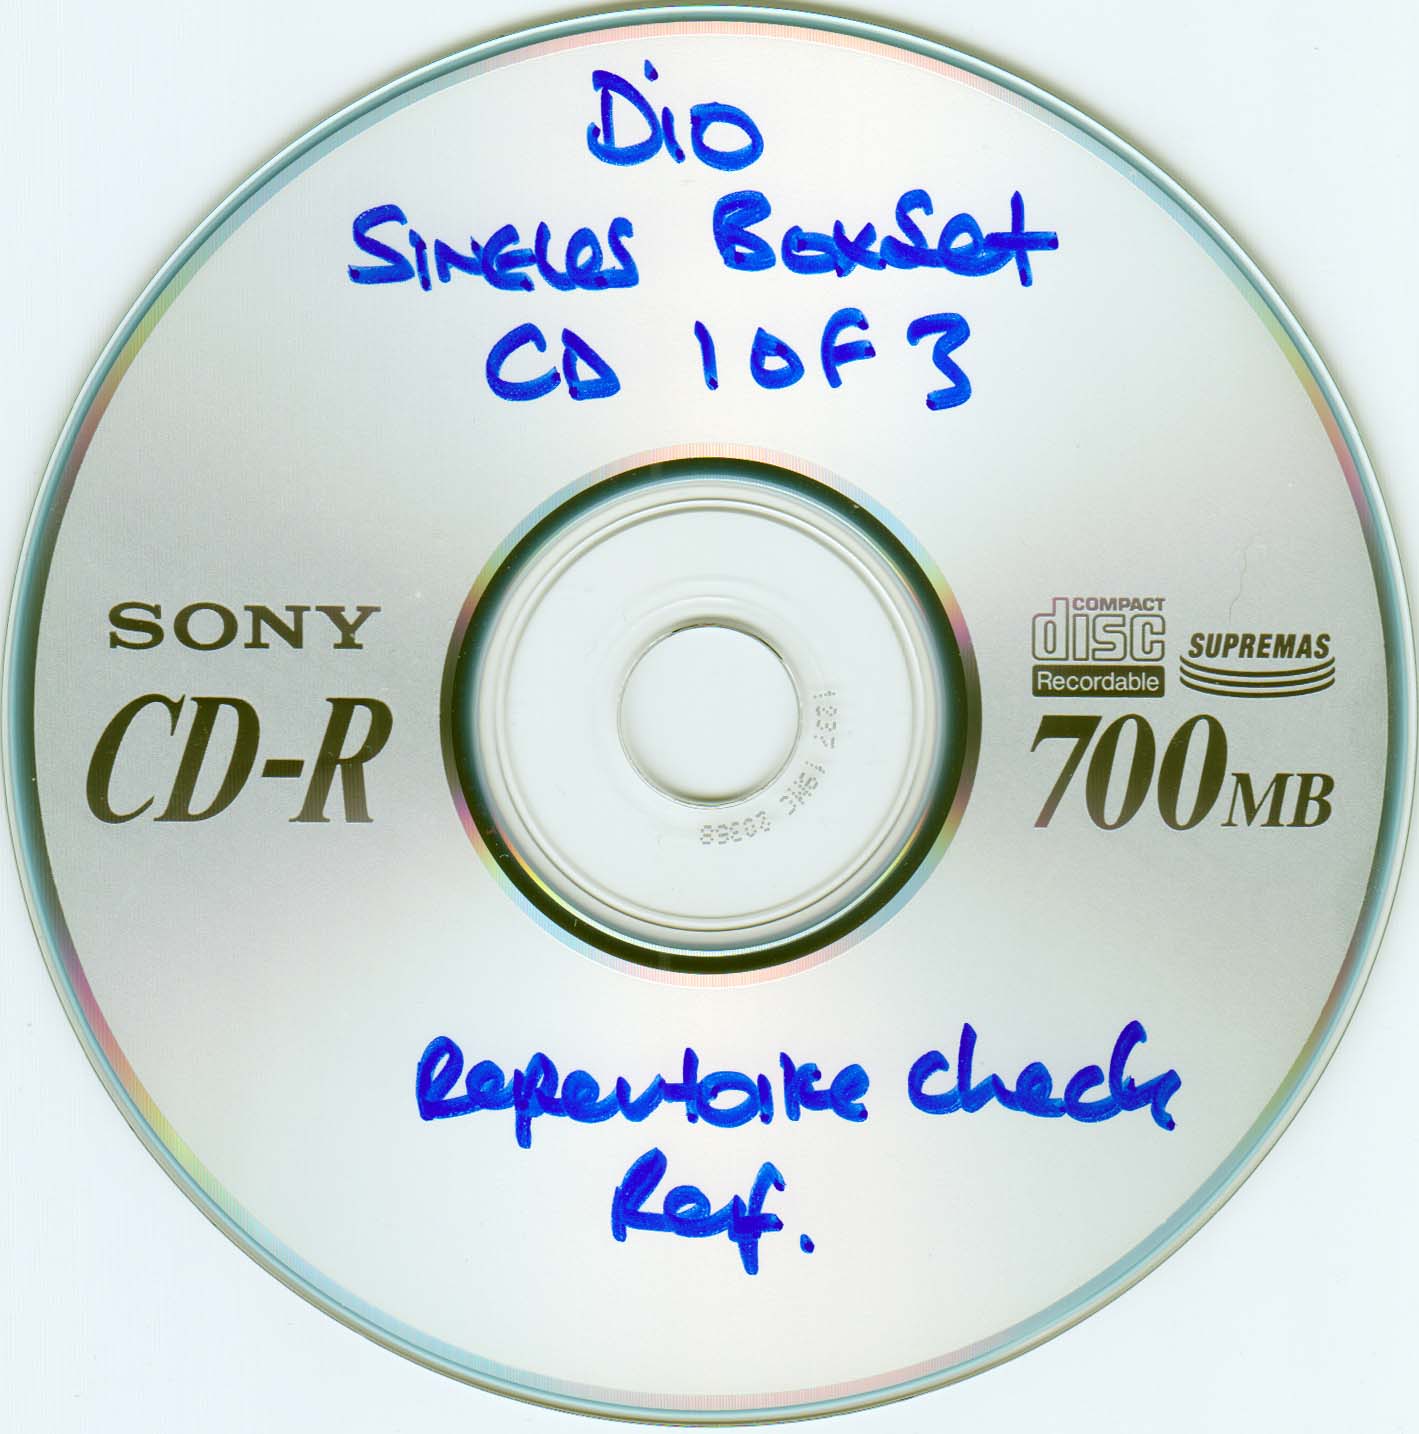 Dio
Singles BoxSet
CD 1 OF 3
SONY
CD-R
COMPACT
disc
Recordable
SUPREMAS
700MB
Repertoire check
Ref.